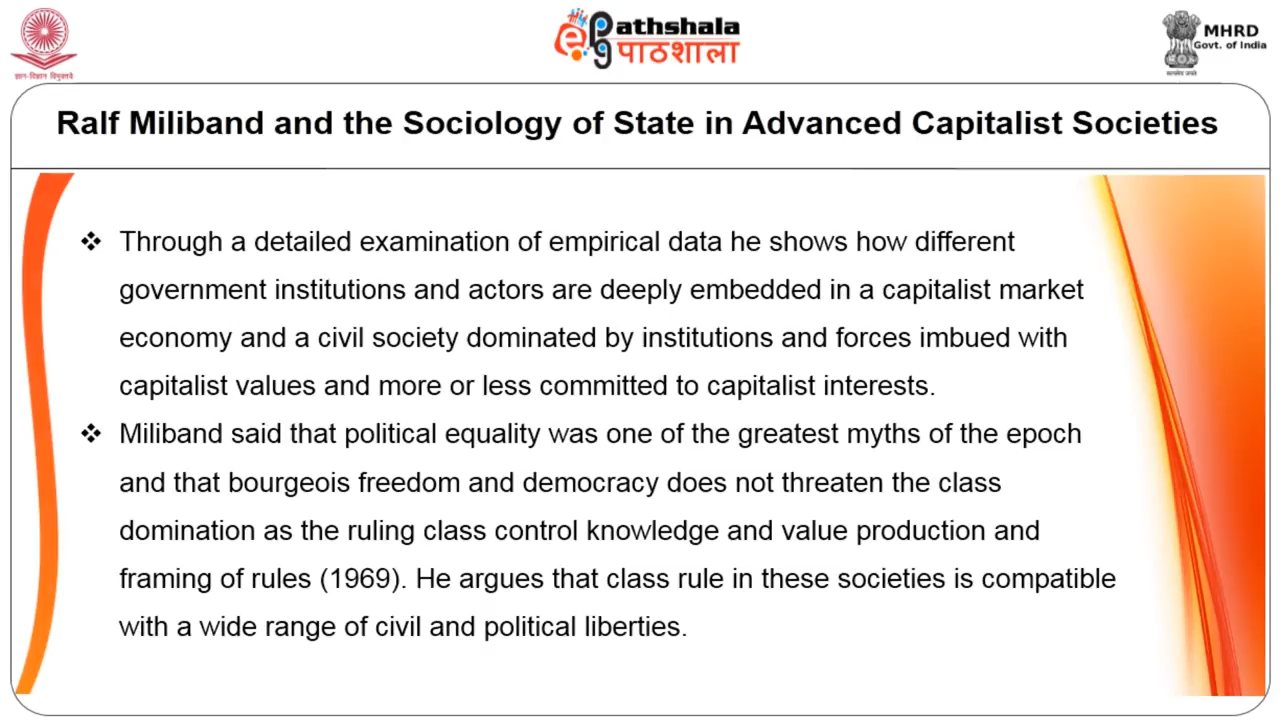 ज्ञान-विज्ञान विमुक्तये
epg Pathshala
पाठशाला
सत्यमेव जयते
MHRD
Govt. of India
Ralf Miliband and the Sociology of State in Advanced Capitalist Societies
❖ Through a detailed examination of empirical data he shows how different
government institutions and actors are deeply embedded in a capitalist market
economy and a civil society dominated by institutions and forces imbued with
capitalist values and more or less committed to capitalist interests.
❖ Miliband said that political equality was one of the greatest myths of the epoch
and that bourgeois freedom and democracy does not threaten the class
domination as the ruling class control knowledge and value production and
framing of rules (1969). He argues that class rule in these societies is compatible
with a wide range of civil and political liberties.